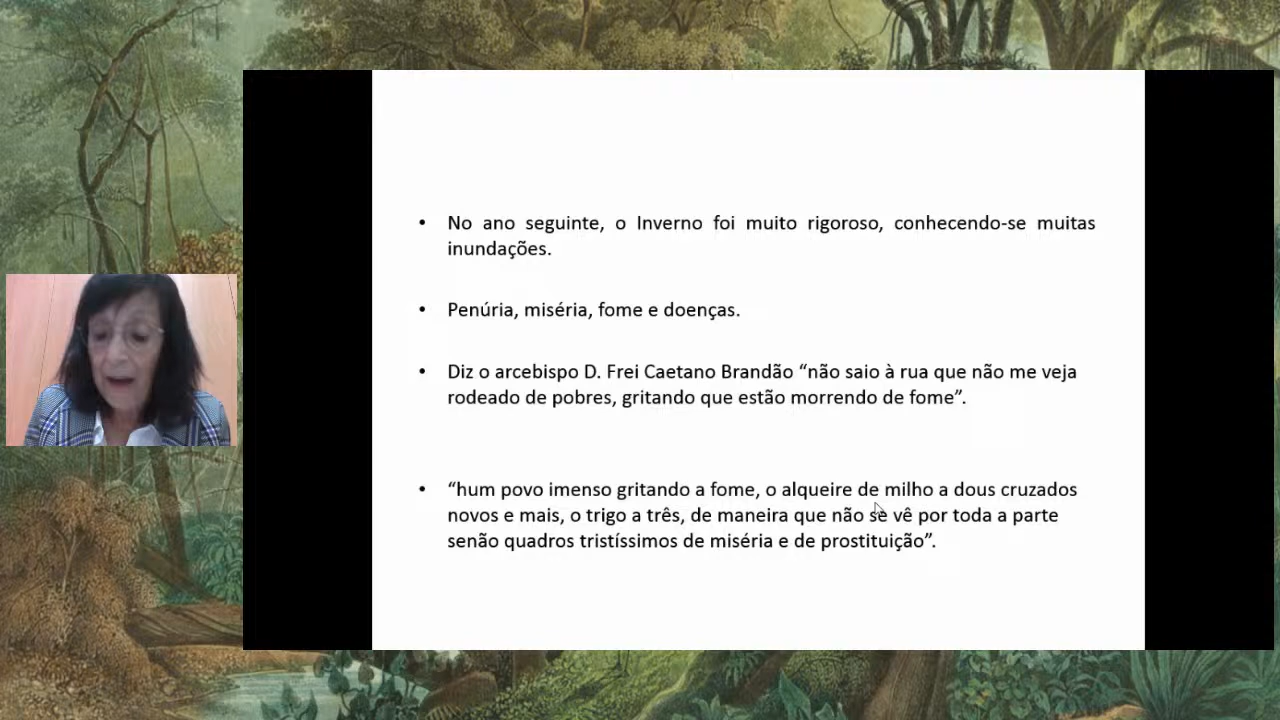 • No ano seguinte, o Inverno foi muito rigoroso, conhecendo-se muitas
inundações.
• Penúria, miséria, fome e doenças.
• Diz o arcebispo D. Frei Caetano Brandão “não saio à rua que não me veja
rodeado de pobres, gritando que estão morrendo de fome”.
• “hum povo imenso gritando a fome, o alqueire de milho a dous cruzados
novos e mais, o trigo a três, de maneira que não se vê por toda a parte
senão quadros tristíssimos de miséria e de prostituição”.